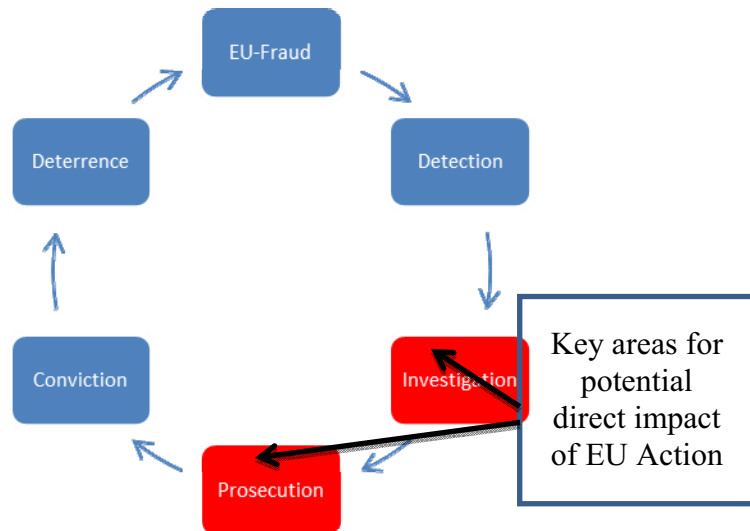 EU-Fraud
Detection
Investigation
Prosecution
Conviction
Deterrence
Key areas for
potential
direct impact
of EU Action